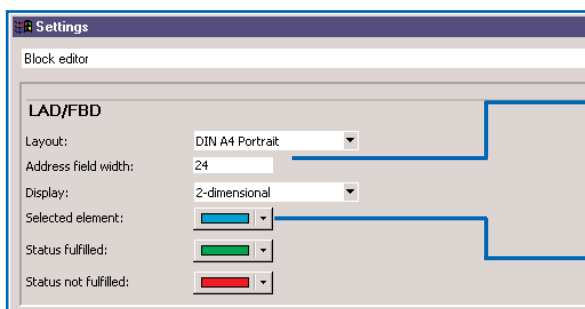 Settings
Block editor
LAD/FBD
Layout: DIN A4 Portrait
Address field width: 24
Display: 2-dimensional
Selected element:
Status fulfilled:
Status not fulfilled: